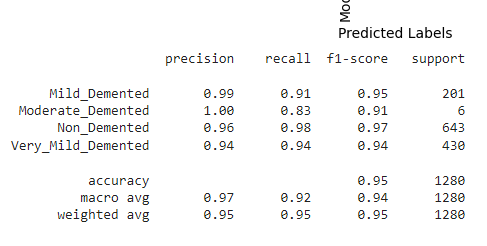 Moc
Predicted Labels
precision recall f1-score support
Mild_Demented 0.99 0.91 0.95 201
Moderate_Demented 1.00 0.83 0.91 6
Non_Demented 0.96 0.98 0.97 643
Very_Mild_Demented 0.94 0.94 0.94 430
accuracy 0.95 1280
macro avg 0.97 0.92 0.94 1280
weighted avg 0.95 0.95 0.95 1280